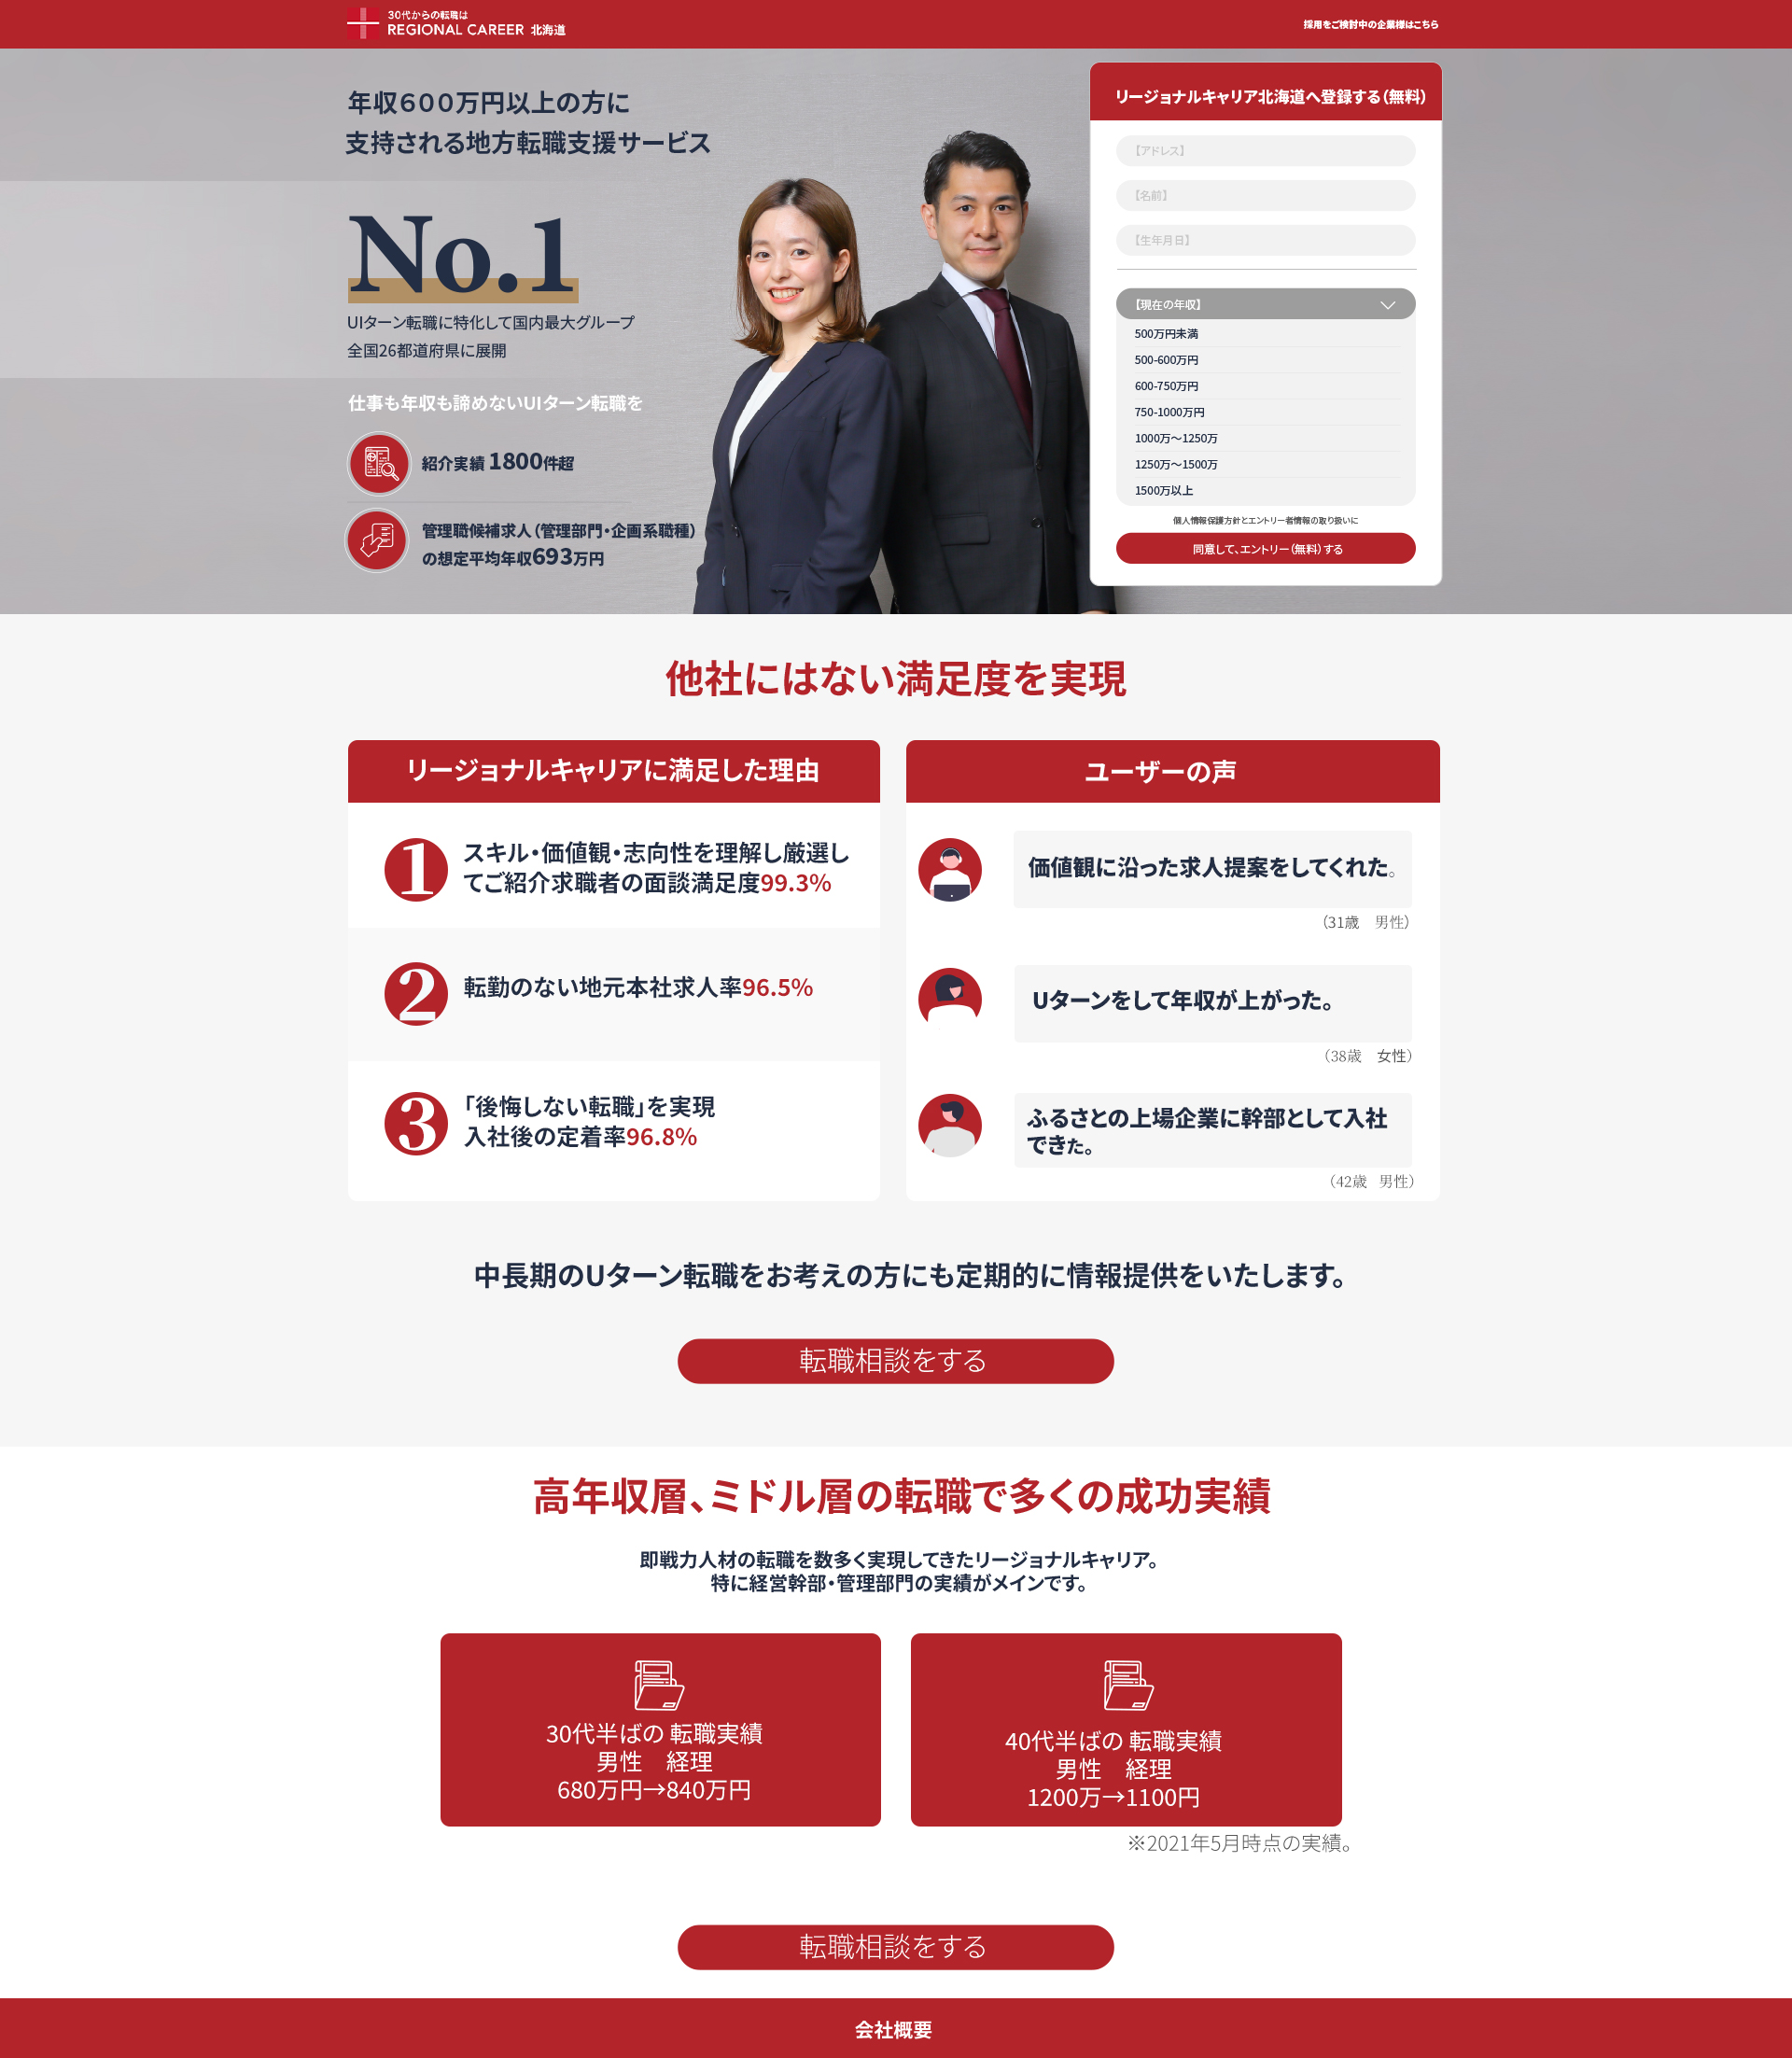 30代からの転職は
REGIONAL CAREER 北海道
採用をご検討中の企業様はこちら
年収６００万円以上の方に
支持される地方転職支援サービス
No.1
UIターン転職に特化して国内最大グループ
全国26都道府県に展開
仕事も年収も諦めないUIターン転職を
紹介実績 1800件超
管理職候補求人（管理部門・企画系職種）
の想定平均年収693万円
リージョナルキャリア北海道へ登録する（無料）
【アドレス】
【名前】
【生年月日】
【現在の年収】
500万円未満
500-600万円
600-750万円
750-1000万円
1000万〜1250万
1250万〜1500万
1500万以上
個人情報保護方針とエントリー者情報の取り扱いに
同意して、エントリー（無料）する
他社にはない満足度を実現
リージョナルキャリアに満足した理由
1
スキル・価値観・志向性を理解し厳選し
てご紹介求職者の面談満足度99.3%
2
転勤のない地元本社求人率96.5%
3
「後悔しない転職」を実現
入社後の定着率96.8%
ユーザーの声
価値観に沿った求人提案をしてくれた。
（31歳　男性）
Uターンをして年収が上がった。
（38歳　女性）
ふるさとの上場企業に幹部として入社
できた。
（42歳　男性）
中長期のUターン転職をお考えの方にも定期的に情報提供をいたします。
転職相談をする
高年収層、ミドル層の転職で多くの成功実績
即戦力人材の転職を数多く実現してきたリージョナルキャリア。
特に経営幹部・管理部門の実績がメインです。
30代半ばの 転職実績
男性　経理
680万円→840万円
40代半ばの 転職実績
男性　経理
1200万→1100円
※2021年5月時点の実績。
転職相談をする
会社概要